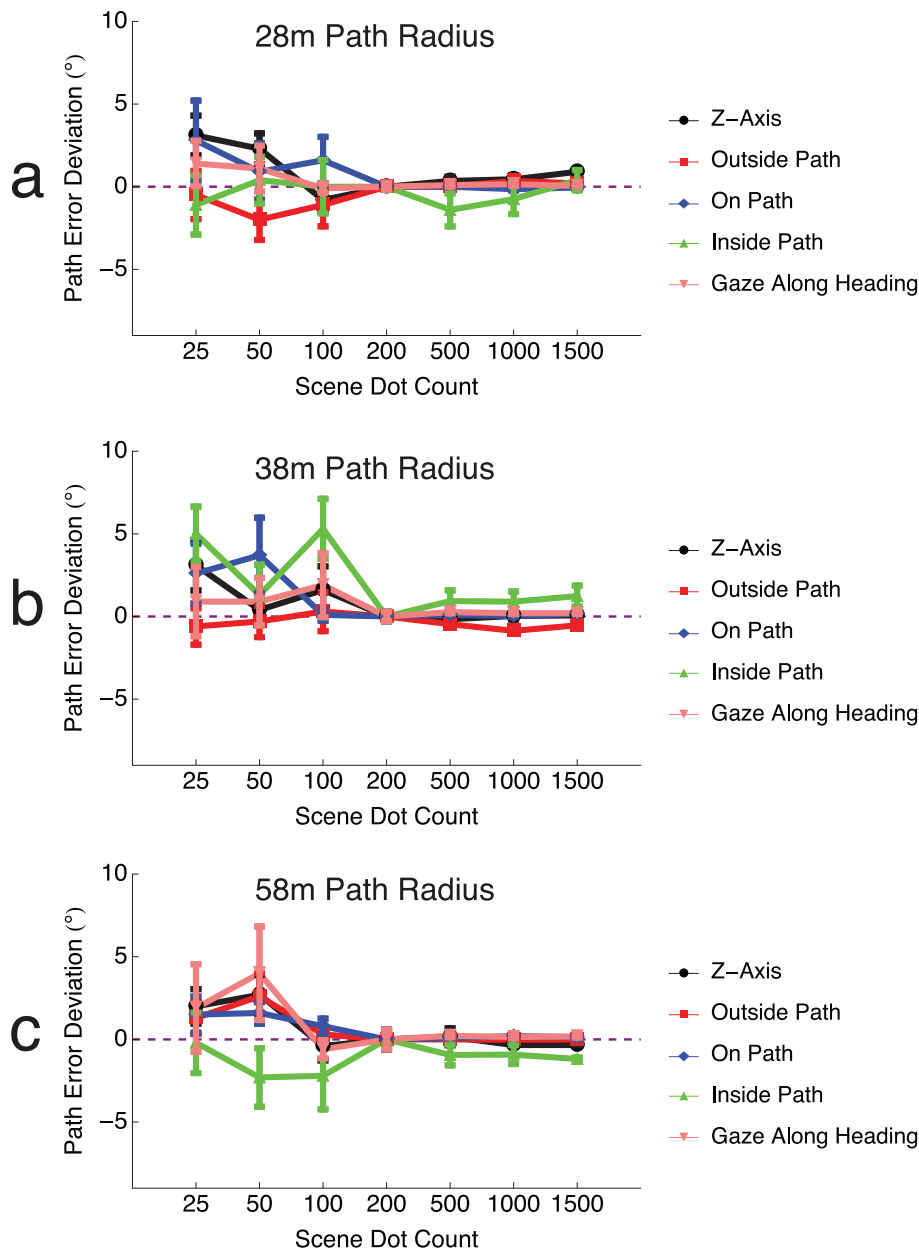 a
28m Path Radius
Path Error Deviation (°)
10
5
0
−5
25 50 100 200 500 1000 1500
Scene Dot Count
Z−Axis
Outside Path
On Path
Inside Path
Gaze Along Heading
b
38m Path Radius
Path Error Deviation (°)
10
5
0
−5
25 50 100 200 500 1000 1500
Scene Dot Count
Z−Axis
Outside Path
On Path
Inside Path
Gaze Along Heading
c
58m Path Radius
Path Error Deviation (°)
10
5
0
−5
25 50 100 200 500 1000 1500
Scene Dot Count
Z−Axis
Outside Path
On Path
Inside Path
Gaze Along Heading